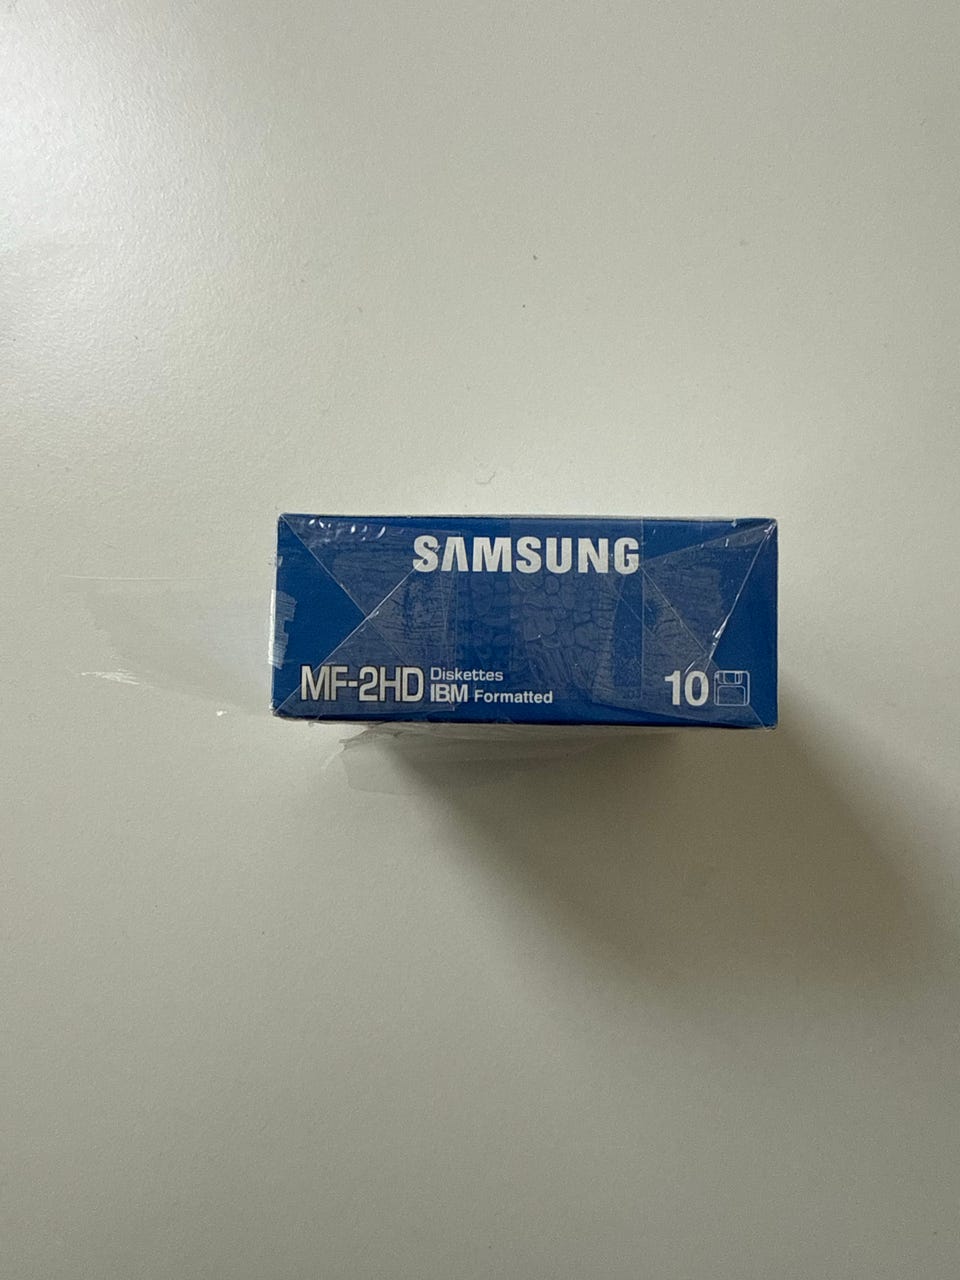 SAMSUNG
MF-2HD Diskettes
IBM Formatted
10